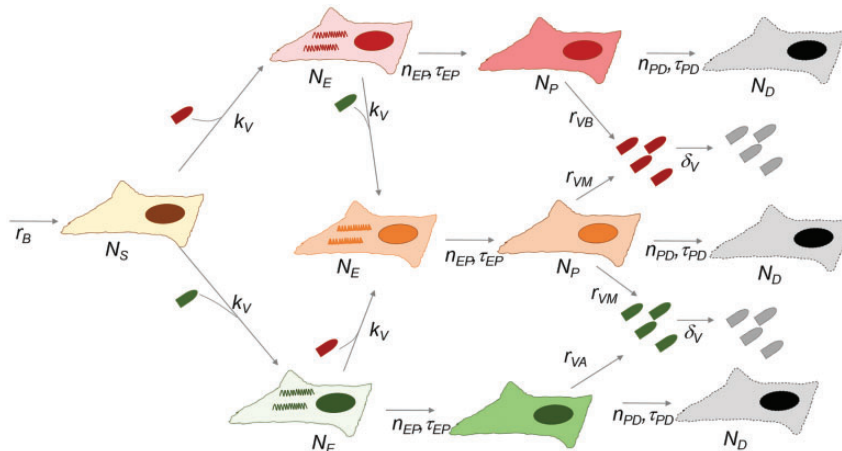 N_E
n_EP, τ_EP
N_P
n_PD, τ_PD
N_D
k_V
k_V
r_VB
δ_V
r_VM
r_B
N_S
N_E
n_EP, τ_EP
N_P
n_PD, τ_PD
N_D
k_V
k_V
r_VM
δ_V
r_VA
N_E
n_EP, τ_EP
n_PD, τ_PD
N_D